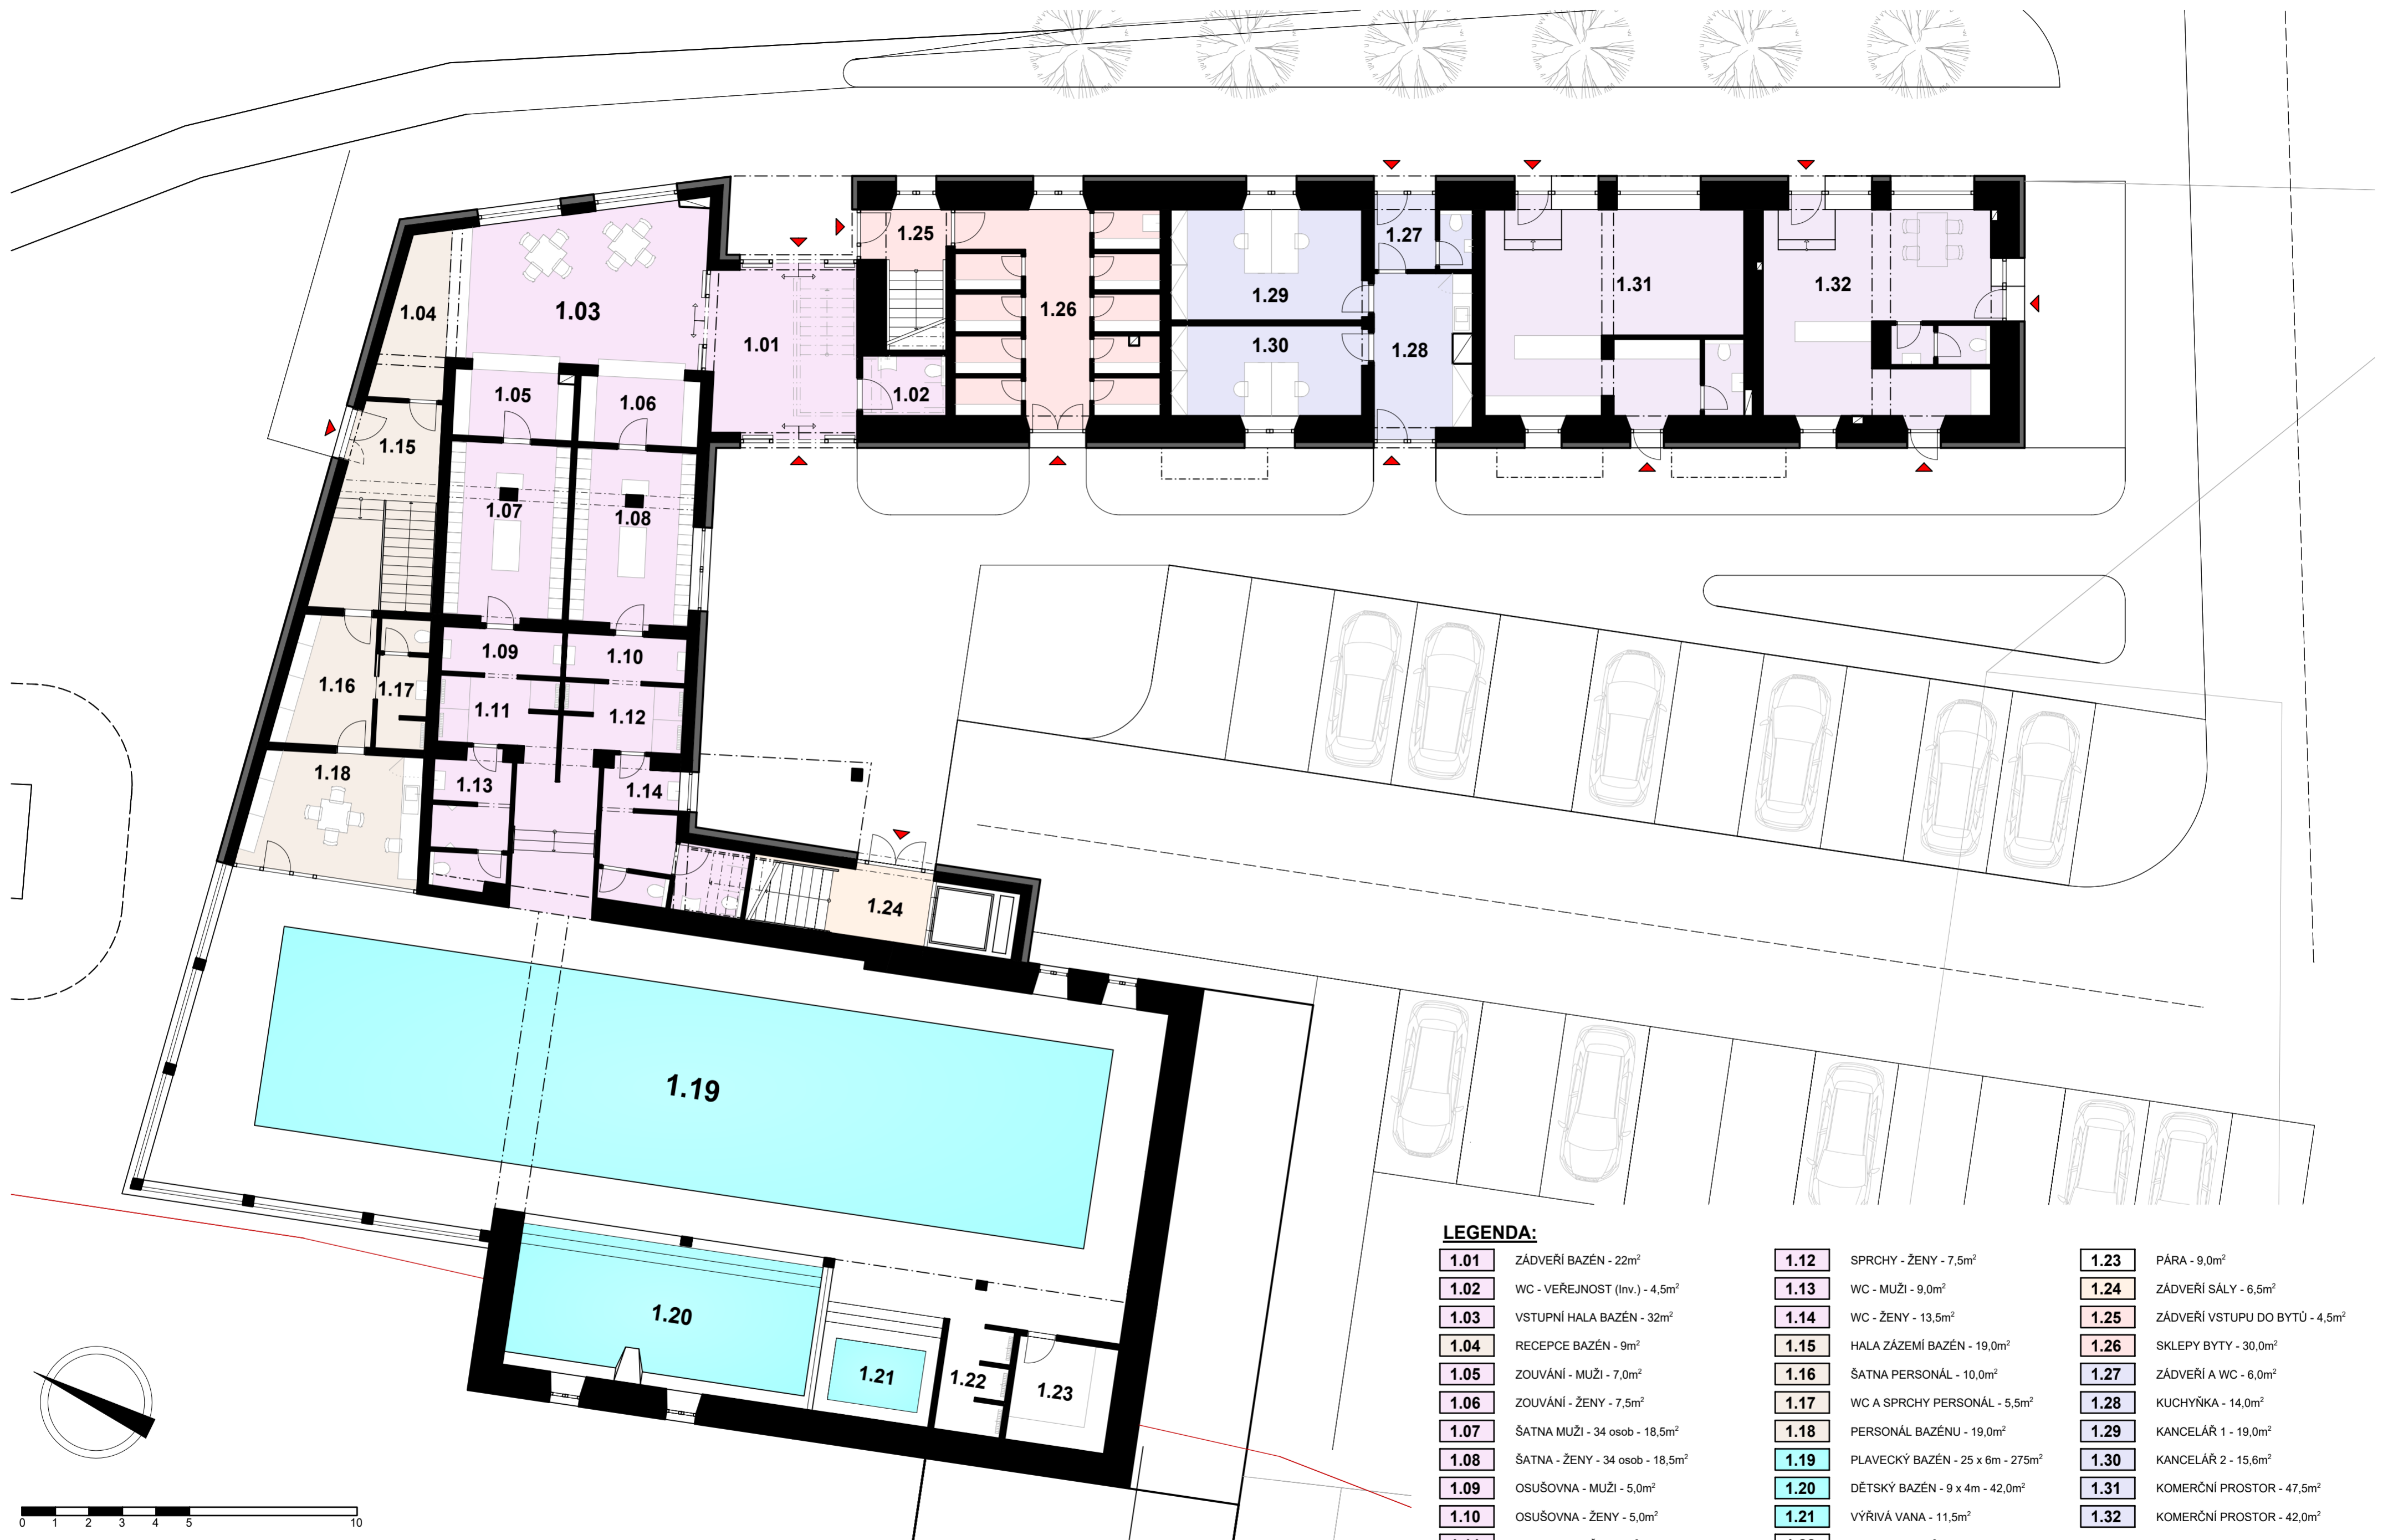 1.25
1.27
1.29
1.26
1.31
1.32
1.04
1.03
1.01
1.30
1.28
1.05
1.06
1.02
1.15
1.07
1.08
1.09
1.10
1.16
1.17
1.11
1.12
1.18
1.13
1.14
1.24
1.19
1.20
1.21
1.22
1.23
0 1 2 3 4 5 10
LEGENDA:
1.01 ZÁDVEŘÍ BAZÉN - 22m²
1.02 WC - VEŘEJNOST (Inv.) - 4,5m²
1.03 VSTUPNÍ HALA BAZÉN - 32m²
1.04 RECEPCE BAZÉN - 9m²
1.05 ZOUVÁNÍ - MUŽI - 7,0m²
1.06 ZOUVÁNÍ - ŽENY - 7,5m²
1.07 ŠATNA MUŽI - 34 osob - 18,5m²
1.08 ŠATNA - ŽENY - 34 osob - 18,5m²
1.09 OSUŠOVNA - MUŽI - 5,0m²
1.10 OSUŠOVNA - ŽENY - 5,0m²
1.12 SPRCHY - ŽENY - 7,5m²
1.13 WC - MUŽI - 9,0m²
1.14 WC - ŽENY - 13,5m²
1.15 HALA ZÁZEMÍ BAZÉN - 19,0m²
1.16 ŠATNA PERSONÁL - 10,0m²
1.17 WC A SPRCHY PERSONÁL - 5,5m²
1.18 PERSONÁL BAZÉNU - 19,0m²
1.19 PLAVECKÝ BAZÉN - 25 x 6m - 275m²
1.20 DĚTSKÝ BAZÉN - 9 x 4m - 42,0m²
1.21 VÝŘIVÁ VANA - 11,5m²
1.23 PÁRA - 9,0m²
1.24 ZÁDVEŘÍ SÁLY - 6,5m²
1.25 ZÁDVEŘÍ VSTUPU DO BYTŮ - 4,5m²
1.26 SKLEPY BYTY - 30,0m²
1.27 ZÁDVEŘÍ A WC - 6,0m²
1.28 KUCHYŇKA - 14,0m²
1.29 KANCELÁŘ 1 - 19,0m²
1.30 KANCELÁŘ 2 - 15,6m²
1.31 KOMERČNÍ PROSTOR - 47,5m²
1.32 KOMERČNÍ PROSTOR - 42,0m²